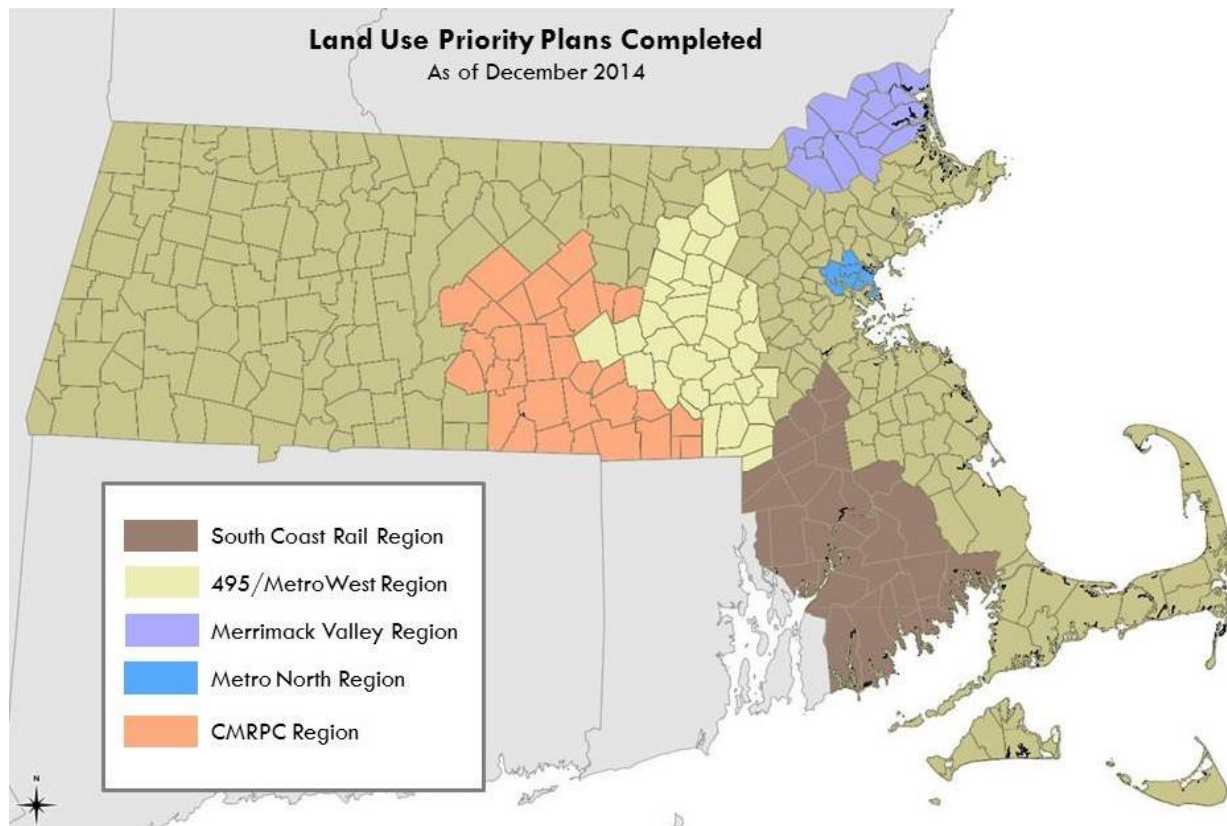 Land Use Priority Plans Completed
As of December 2014
South Coast Rail Region
495/MetroWest Region
Merrimack Valley Region
Metro North Region
CMRPC Region
N